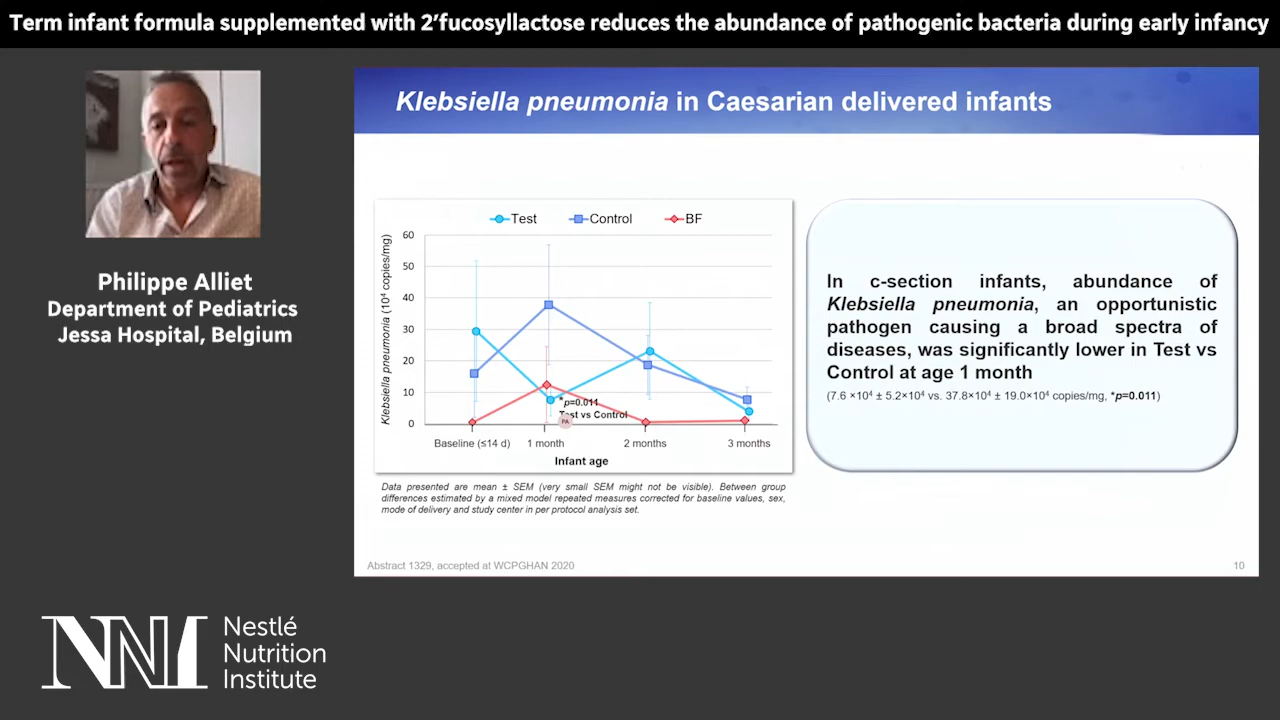 Term infant formula supplemented with 2’fucosyllactose reduces the abundance of pathogenic bacteria during early infancy
Philippe Alliet
Department of Pediatrics
Jessa Hospital, Belgium
Klebsiella pneumonia in Caesarian delivered infants
Test
Control
BF
Klebsiella pneumonia (10⁴ copies/mg)
60
50
40
30
20
10
0
*p=0.011
Test vs Control
PA
Baseline (≤14 d)
1 month
2 months
3 months
Infant age
Data presented are mean ± SEM (very small SEM might not be visible). Between group
differences estimated by a mixed model repeated measures corrected for baseline values, sex,
mode of delivery and study center in per protocol analysis set.
In c-section infants, abundance of
Klebsiella pneumonia, an opportunistic
pathogen causing a broad spectra of
diseases, was significantly lower in Test vs
Control at age 1 month
(7.6 ×10⁴ ± 5.2×10⁴ vs. 37.8×10⁴ ± 19.0×10⁴ copies/mg, *p=0.011)
Abstract 1329, accepted at WCPGHAN 2020
10
NNI
Nestlé
Nutrition
Institute